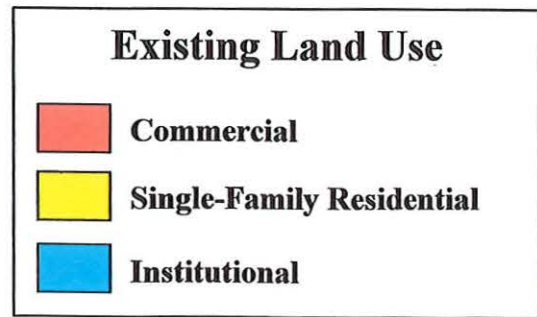 Existing Land Use
Commercial
Single-Family Residential
Institutional